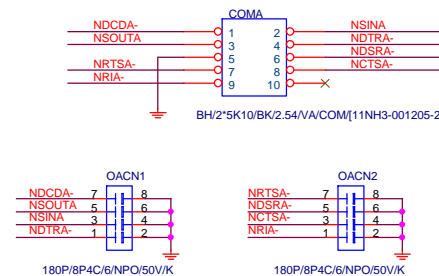 COMA
NDCDA- 1 2 NSINA
NSOUTA 3 4 NDTRA-
5 6 NDSRA-
NRTSA- 7 8 NCTSA-
NRIA- 9 10
BH/2*5K10/BK/2.54/VA/COM/[11NH3-001205-2
OACN1
NDCDA- 7 8
NSOUTA 5 6
NSINA 3 4
NDTRA- 1 2
180P/8P4C/6/NPO/50V/K
OACN2
NRTSA- 7 8
NDSRA- 5 6
NCTSA- 3 4
NRIA- 1 2
180P/8P4C/6/NPO/50V/K